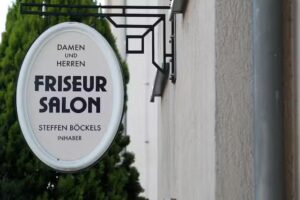 DAMEN
UND
HERREN
FRISEUR
SALON
STEFFEN BÖCKELS
INHABER